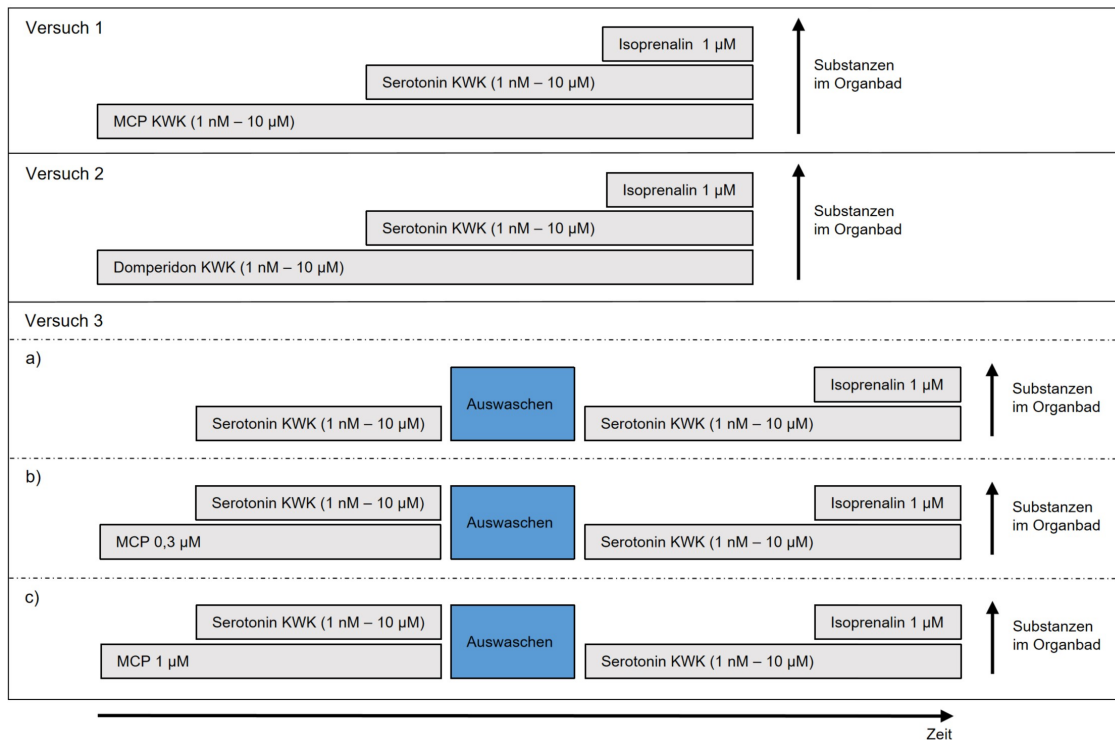 Versuch 1
Isoprenalin  1 µM
Serotonin KWK (1 nM – 10 µM)
MCP KWK (1 nM – 10 µM)
Substanzen
im Organbad
Versuch 2
Isoprenalin 1 µM
Serotonin KWK (1 nM – 10 µM)
Domperidon KWK (1 nM – 10 µM)
Substanzen
im Organbad
Versuch 3
a)
Serotonin KWK (1 nM – 10 µM)
Auswaschen
Isoprenalin 1 µM
Serotonin KWK (1 nM – 10 µM)
Substanzen
im Organbad
b)
Serotonin KWK (1 nM – 10 µM)
MCP 0,3 µM
Auswaschen
Isoprenalin 1 µM
Serotonin KWK (1 nM – 10 µM)
Substanzen
im Organbad
c)
Serotonin KWK (1 nM – 10 µM)
MCP 1 µM
Auswaschen
Isoprenalin 1 µM
Serotonin KWK (1 nM – 10 µM)
Substanzen
im Organbad
Zeit